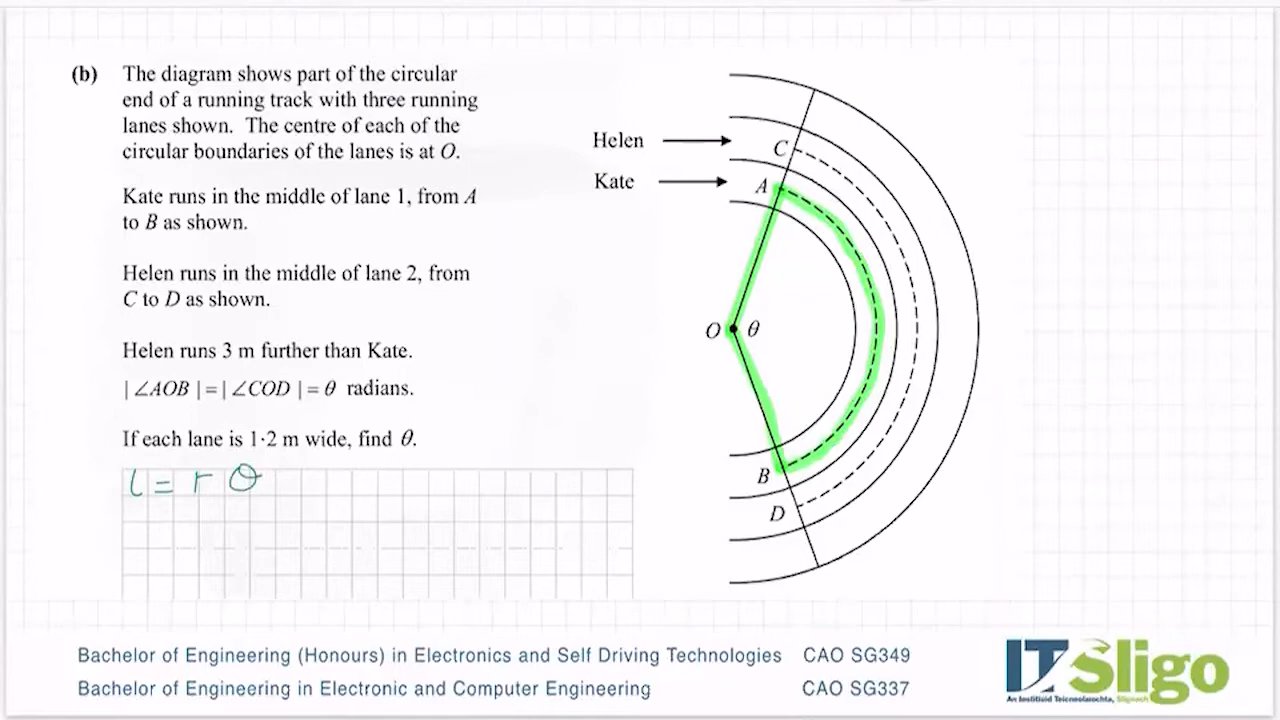 (b) The diagram shows part of the circular
end of a running track with three running
lanes shown. The centre of each of the
circular boundaries of the lanes is at O.
Kate runs in the middle of lane 1, from A
to B as shown.
Helen runs in the middle of lane 2, from
C to D as shown.
Helen runs 3 m further than Kate.
|∠AOB|=|∠COD|=θ radians.
If each lane is 1·2 m wide, find θ.
l = r θ
Helen
Kate
C
A
O
θ
B
D
Bachelor of Engineering (Honours) in Electronics and Self Driving Technologies CAO SG349
Bachelor of Engineering in Electronic and Computer Engineering CAO SG337
IT Sligo
An Institiúid Teicneolaíochta, Sligeach